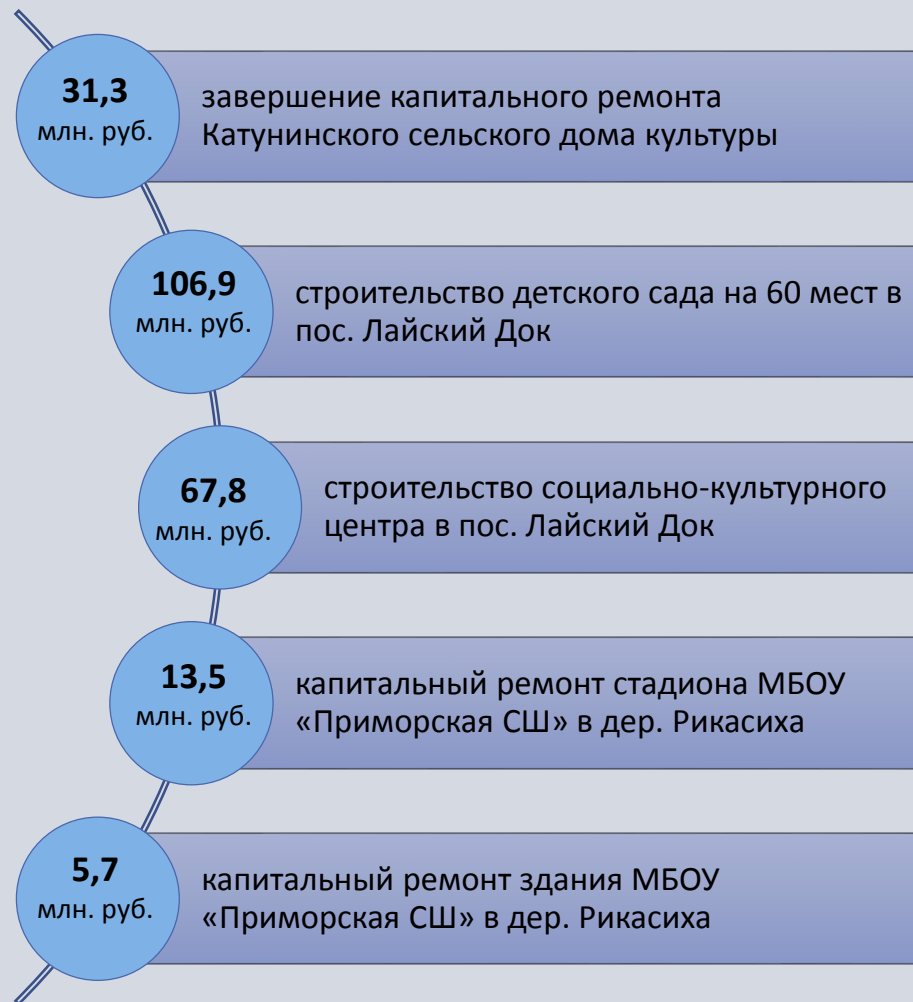 31,3
млн. руб.
завершение капитального ремонта
Катунинского сельского дома культуры
106,9
млн. руб.
строительство детского сада на 60 мест в
пос. Лайский Док
67,8
млн. руб.
строительство социально-культурного
центра в пос. Лайский Док
13,5
млн. руб.
капитальный ремонт стадиона МБОУ
«Приморская СШ» в дер. Рикасиха
5,7
млн. руб.
капитальный ремонт здания МБОУ
«Приморская СШ» в дер. Рикасиха